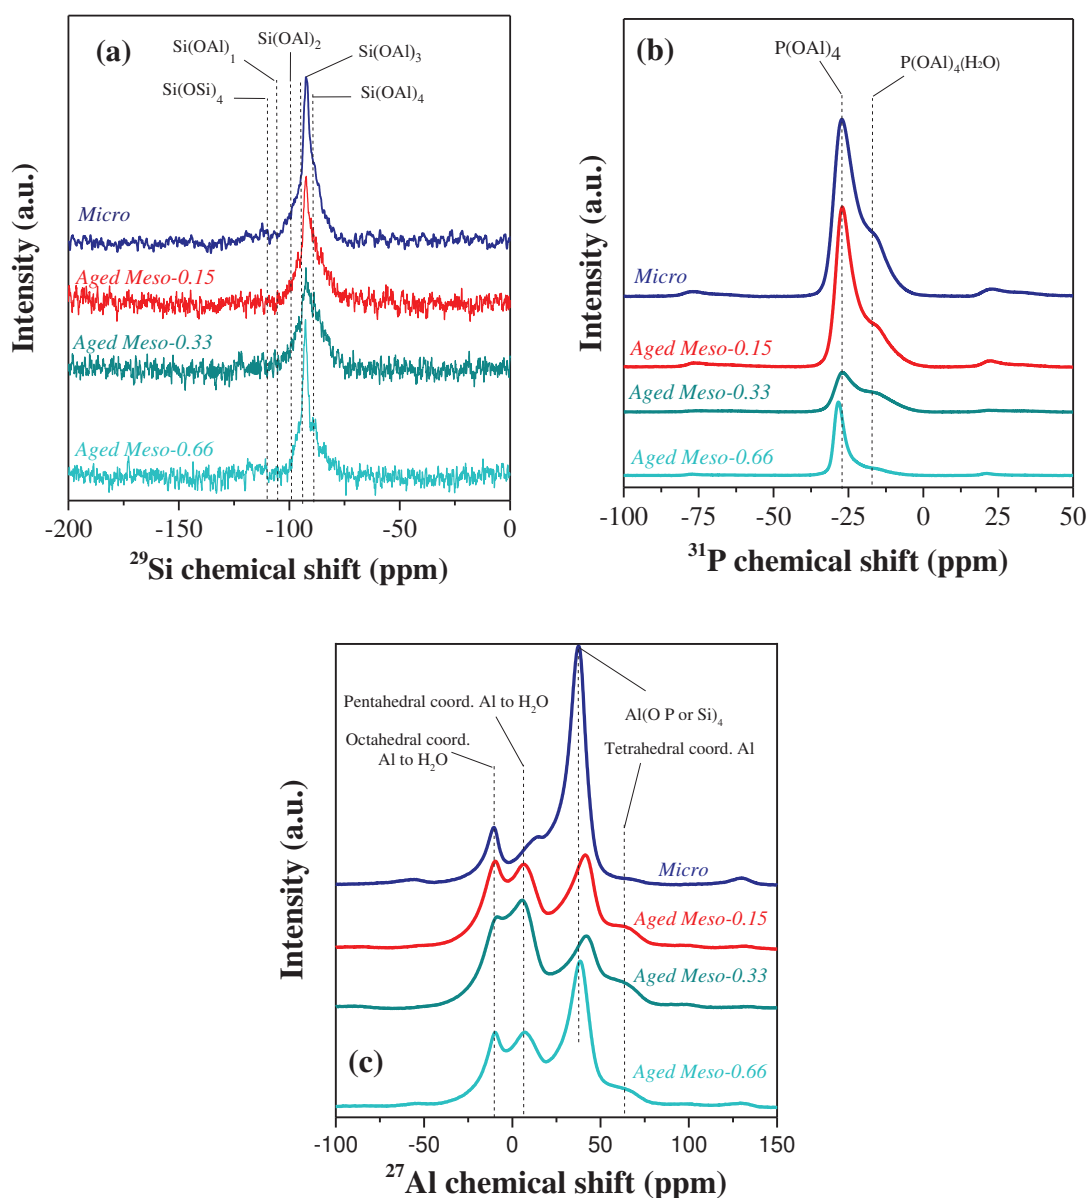 (a)
Si(OAl)₂
Si(OAl)₁
Si(OAl)₃
Si(OSi)₄
Si(OAl)₄
Micro
Aged Meso-0.15
Aged Meso-0.33
Aged Meso-0.66
Intensity (a.u.)
-200 -150 -100 -50 0
²⁹Si chemical shift (ppm)
(b)
P(OAl)₄
P(OAl)₄(H₂O)
Micro
Aged Meso-0.15
Aged Meso-0.33
Aged Meso-0.66
Intensity (a.u.)
-100 -75 -50 -25 0 25 50
³¹P chemical shift (ppm)
Pentahedral coord. Al to H₂O
Al(O P or Si)₄
Octahedral coord.
Al to H₂O
Tetrahedral coord. Al
Micro
Aged Meso-0.15
Aged Meso-0.33
Aged Meso-0.66
(c)
Intensity (a.u.)
-100 -50 0 50 100 150
²⁷Al chemical shift (ppm)